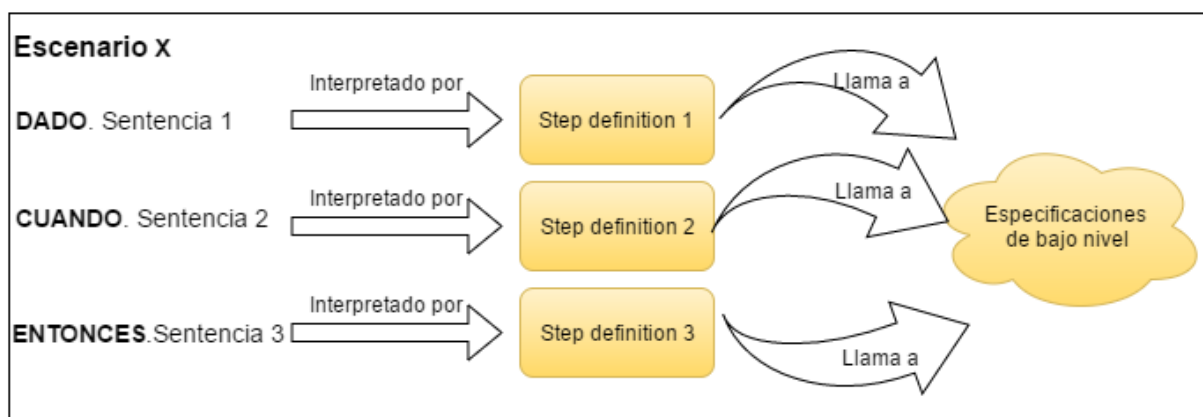 Escenario X
Interpretado por
DADO. Sentencia 1
Step definition 1
Llama a
Interpretado por
CUANDO. Sentencia 2
Step definition 2
Llama a
Especificaciones
de bajo nivel
Interpretado por
ENTONCES.Sentencia 3
Step definition 3
Llama a